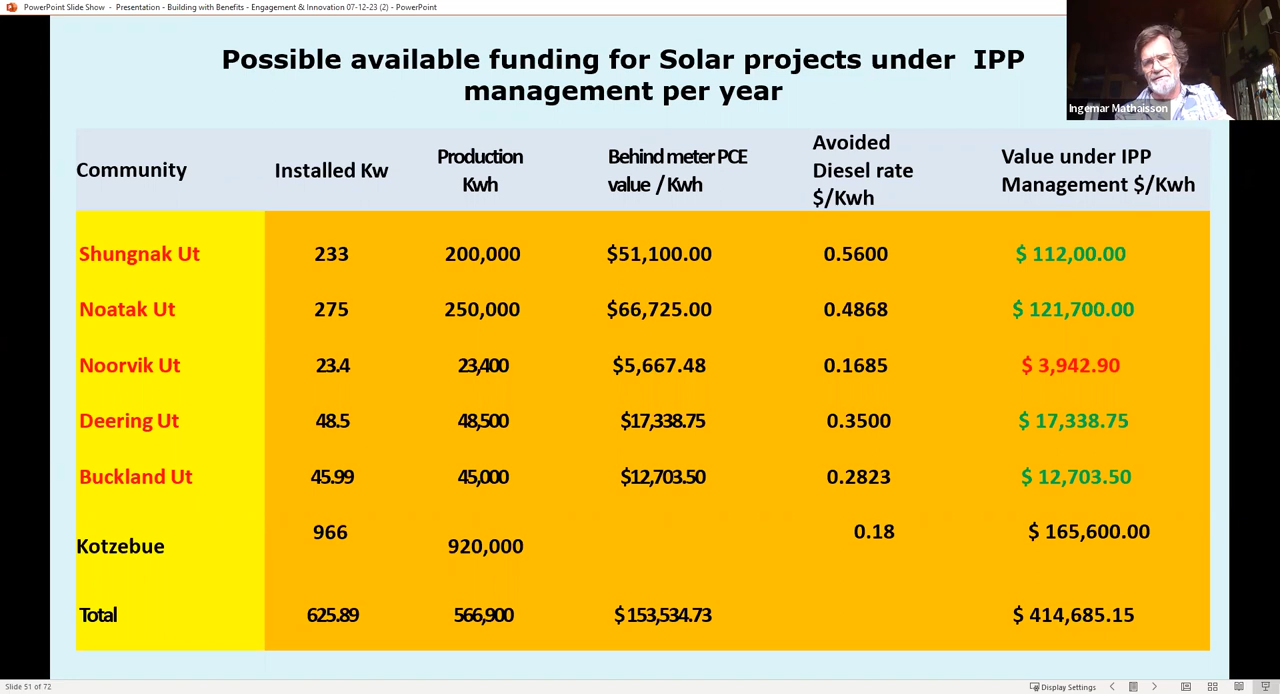 PowerPoint Slide Show - Presentation - Building with Benefits - Engagement & Innovation 07-12-23 (2) - PowerPoint
Possible available funding for Solar projects under IPP
management per year
Ingemar Mathaisson
Community Installed Kw Production Kwh Behind meter PCE value / Kwh Avoided Diesel rate $/Kwh Value under IPP Management $/Kwh
Shungnak Ut 233 200,000 $51,100.00 0.5600 $ 112,00.00
Noatak Ut 275 250,000 $66,725.00 0.4868 $ 121,700.00
Noorvik Ut 23.4 23,400 $5,667.48 0.1685 $ 3,942.90
Deering Ut 48.5 48,500 $17,338.75 0.3500 $ 17,338.75
Buckland Ut 45.99 45,000 $12,703.50 0.2823 $ 12,703.50
Kotzebue 966 920,000 0.18 $ 165,600.00
Total 625.89 566,900 $153,534.73 $ 414,685.15
Slide 51 of 72 Display Settings